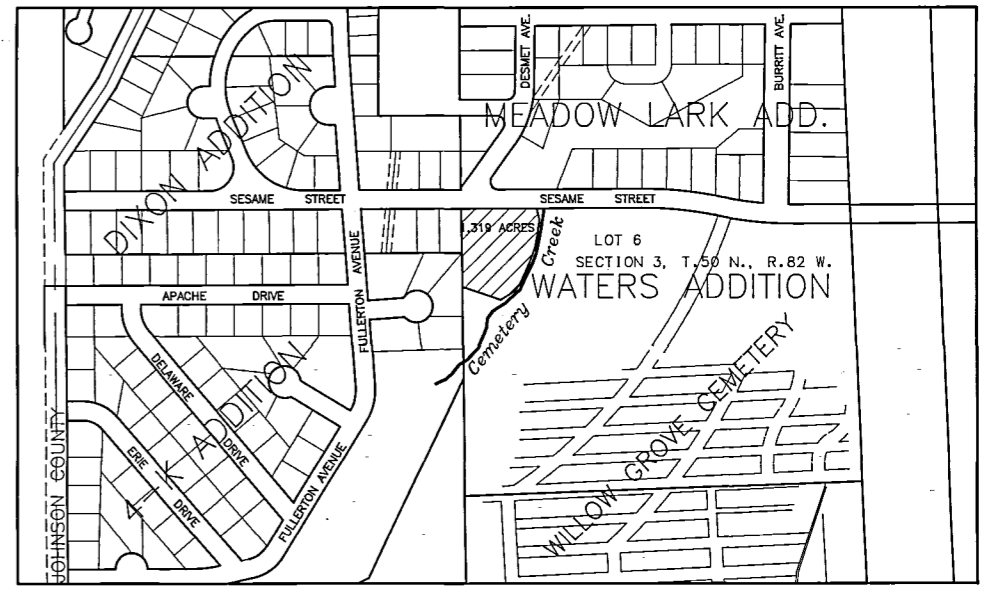 DESMET AVE.
BURRITT AVE.
MEADOW LARK ADD.
DIXON ADDITION
SESAME STREET
SESAME STREET
1.319 ACRES
Creek
LOT 6
SECTION 3, T.50 N., R.82 W.
WATERS ADDITION
FULLERTON AVENUE
APACHE DRIVE
Cemetery
DELAWARE DRIVE
4-K ADDITION
WILLOW GROVE CEMETERY
JOHNSON COUNTY
ERIE DRIVE
FULLERTON AVENUE